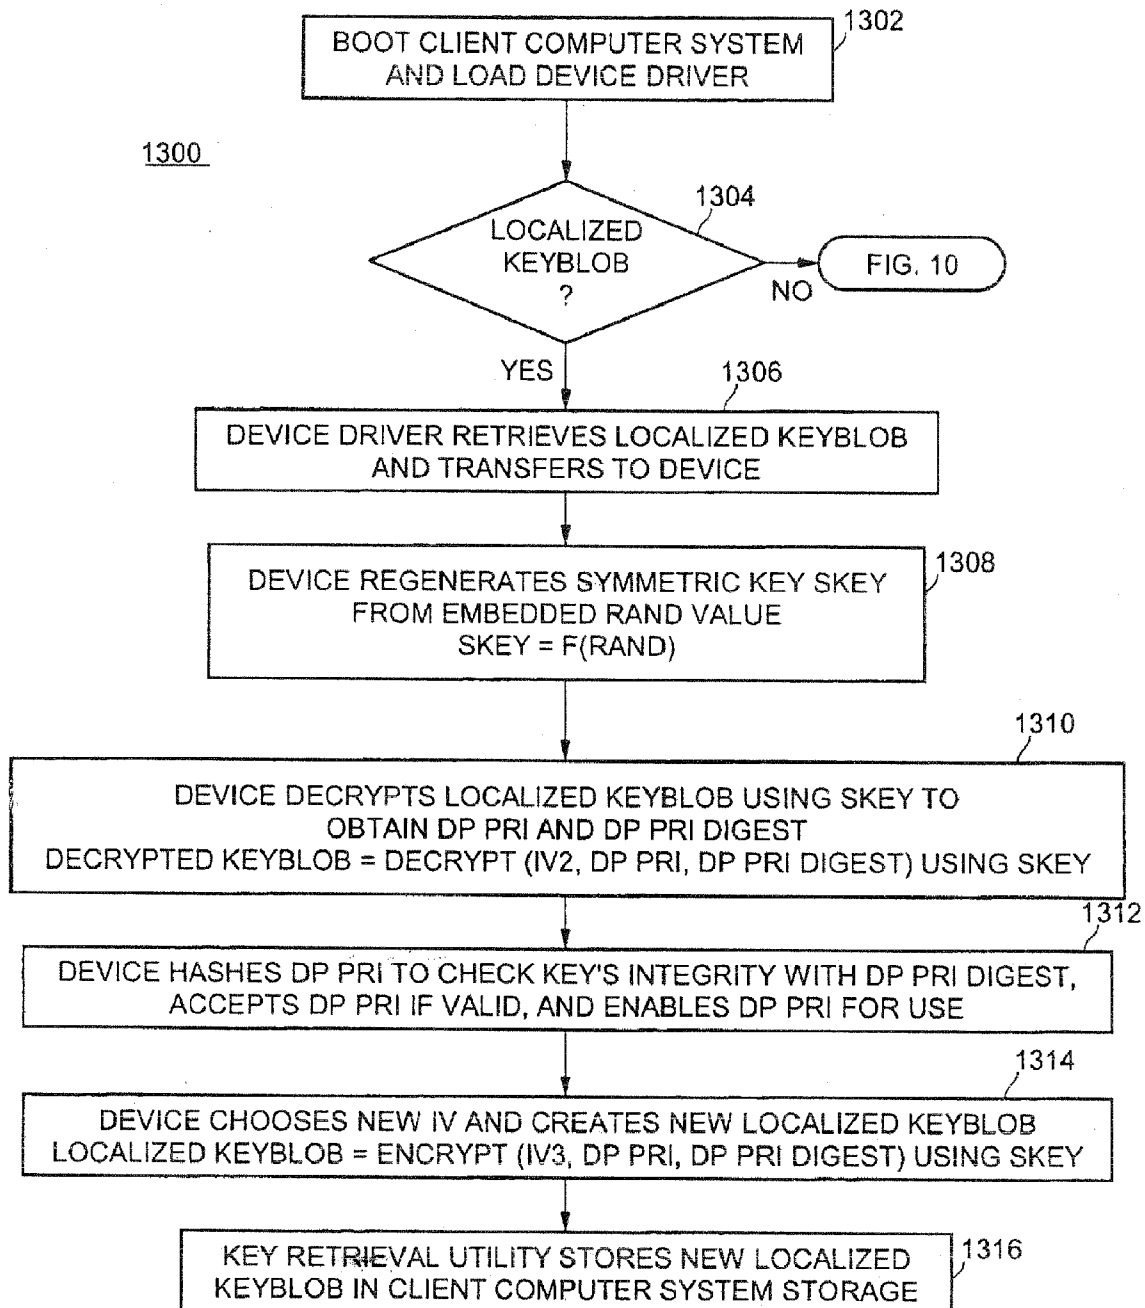 BOOT CLIENT COMPUTER SYSTEM
AND LOAD DEVICE DRIVER
1302
1300
LOCALIZED
KEYBLOB
?
1304
NO
FIG. 10
YES
1306
DEVICE DRIVER RETRIEVES LOCALIZED KEYBLOB
AND TRANSFERS TO DEVICE
DEVICE REGENERATES SYMMETRIC KEY SKEY
FROM EMBEDDED RAND VALUE
SKEY = F(RAND)
1308
1310
DEVICE DECRYPTS LOCALIZED KEYBLOB USING SKEY TO
OBTAIN DP PRI AND DP PRI DIGEST
DECRYPTED KEYBLOB = DECRYPT (IV2, DP PRI, DP PRI DIGEST) USING SKEY
1312
DEVICE HASHES DP PRI TO CHECK KEY'S INTEGRITY WITH DP PRI DIGEST,
ACCEPTS DP PRI IF VALID, AND ENABLES DP PRI FOR USE
1314
DEVICE CHOOSES NEW IV AND CREATES NEW LOCALIZED KEYBLOB
LOCALIZED KEYBLOB = ENCRYPT (IV3, DP PRI, DP PRI DIGEST) USING SKEY
KEY RETRIEVAL UTILITY STORES NEW LOCALIZED
KEYBLOB IN CLIENT COMPUTER SYSTEM STORAGE
1316